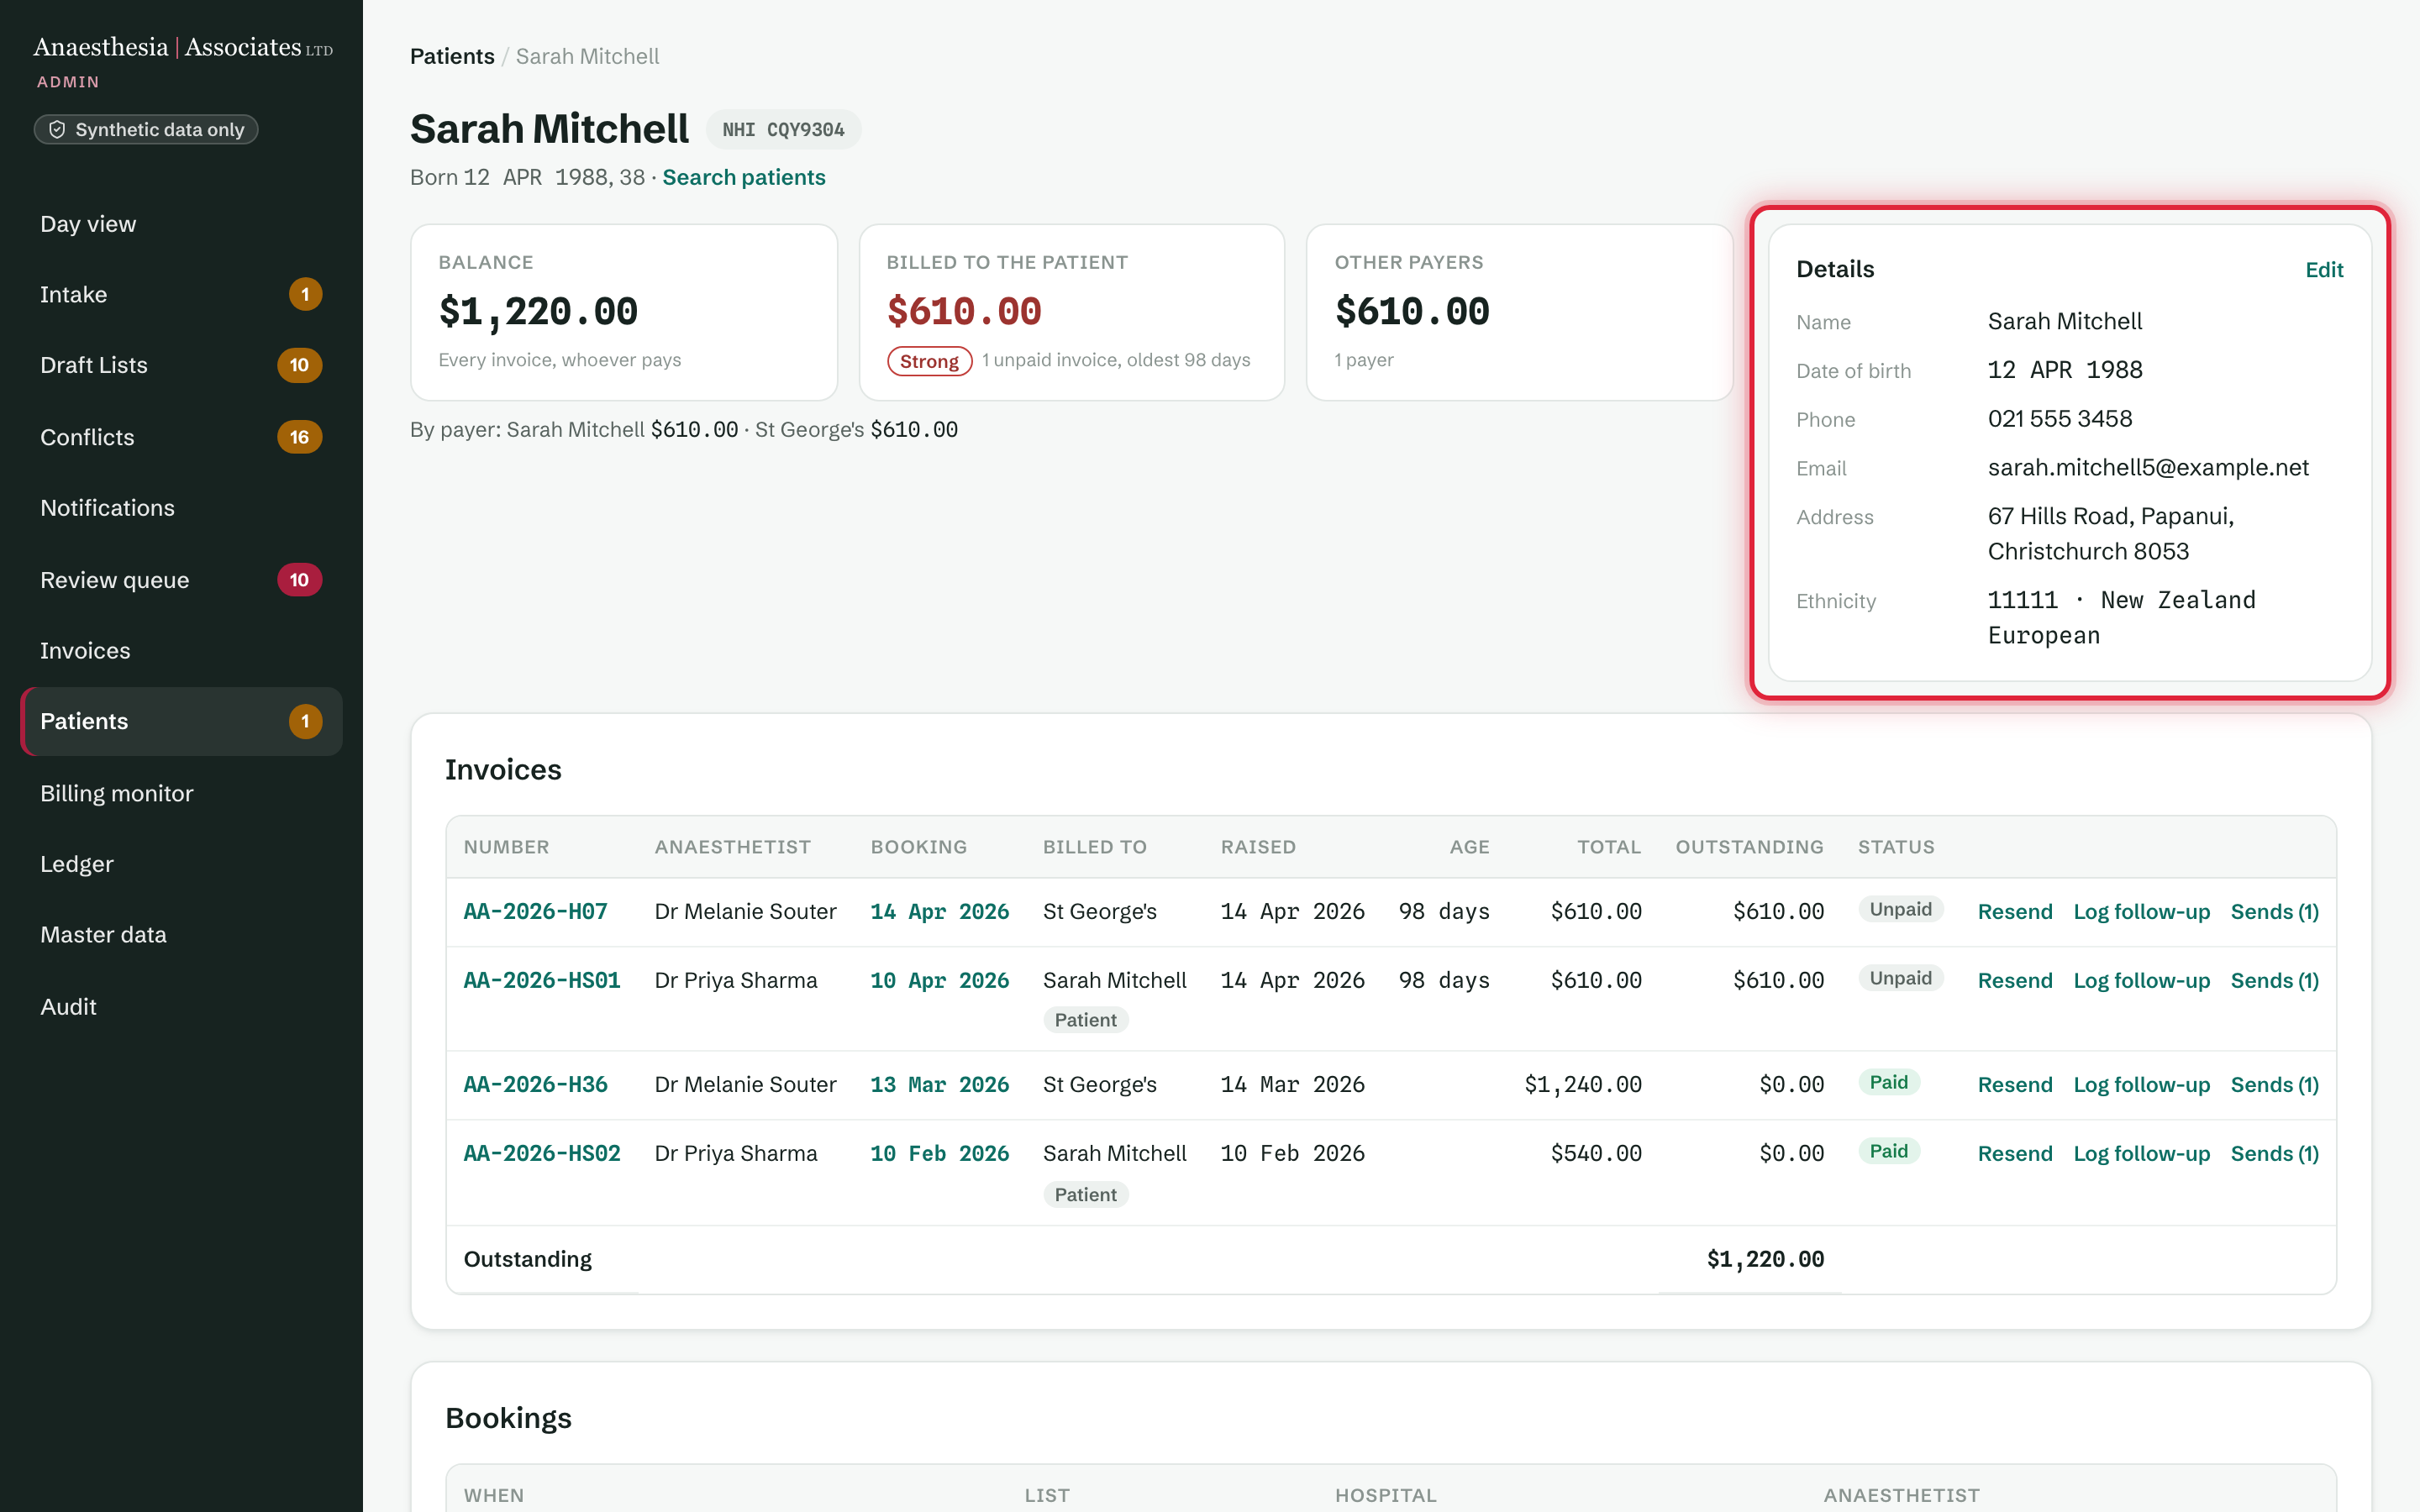 Anaesthesia | Associates LTD
ADMIN
Synthetic data only
Day view
Intake 1
Draft Lists 10
Conflicts 16
Notifications
Review queue 10
Invoices
Patients 1
Billing monitor
Ledger
Master data
Audit
Patients / Sarah Mitchell
Sarah Mitchell NHI CQY9304
Born 12 APR 1988, 38 · Search patients
BALANCE
$1,220.00
Every invoice, whoever pays
BILLED TO THE PATIENT
$610.00
Strong 1 unpaid invoice, oldest 98 days
OTHER PAYERS
$610.00
1 payer
By payer: Sarah Mitchell $610.00 · St George's $610.00
Details Edit
Name Sarah Mitchell
Date of birth 12 APR 1988
Phone 021 555 3458
Email sarah.mitchell5@example.net
Address 67 Hills Road, Papanui,
Christchurch 8053
Ethnicity 11111 · New Zealand
European
Invoices
NUMBER ANAESTHETIST BOOKING BILLED TO RAISED AGE TOTAL OUTSTANDING STATUS
AA-2026-H07 Dr Melanie Souter 14 Apr 2026 St George's 14 Apr 2026 98 days $610.00 $610.00 Unpaid Resend Log follow-up Sends (1)
AA-2026-HS01 Dr Priya Sharma 10 Apr 2026 Sarah Mitchell 14 Apr 2026 98 days $610.00 $610.00 Unpaid Resend Log follow-up Sends (1)
Patient
AA-2026-H36 Dr Melanie Souter 13 Mar 2026 St George's 14 Mar 2026 $1,240.00 $0.00 Paid Resend Log follow-up Sends (1)
AA-2026-HS02 Dr Priya Sharma 10 Feb 2026 Sarah Mitchell 10 Feb 2026 $540.00 $0.00 Paid Resend Log follow-up Sends (1)
Patient
Outstanding $1,220.00
Bookings
WHEN LIST HOSPITAL ANAESTHETIST